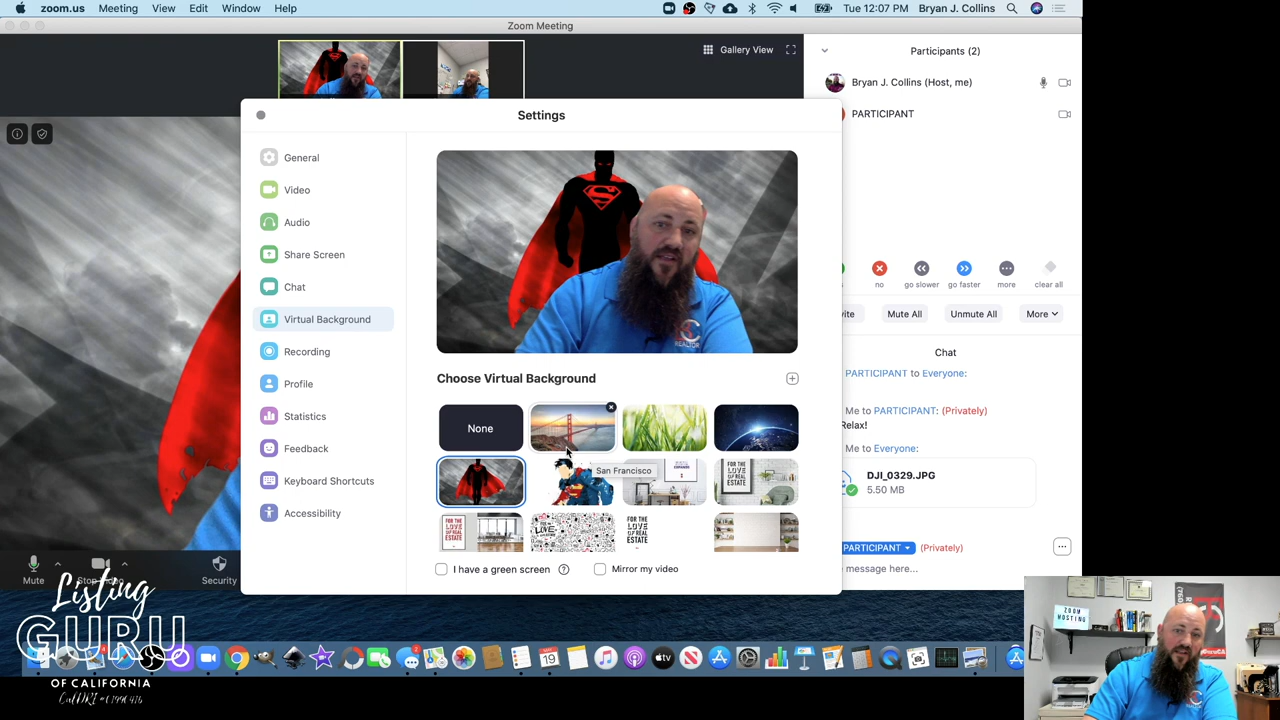 zoom.us Meeting View Edit Window Help Tue 12:07 PM Bryan J. Collins
Zoom Meeting
Gallery View
Participants (2)
Bryan J. Collins (Host, me)
PARTICIPANT
Settings
General
Video
Audio
Share Screen
Chat
Virtual Background
Recording
Profile
Statistics
Feedback
Keyboard Shortcuts
Accessibility
REALTOR
Choose Virtual Background
None
San Francisco
FOR THE LOVE OF REAL ESTATE
FOR THE LOVE OF REAL ESTATE
FOR THE LOVE OF REAL ESTATE
I have a green screen ?
Mirror my video
no go slower go faster more clear all
vite Mute All Unmute All More
Chat
PARTICIPANT to Everyone:
Me to PARTICIPANT: (Privately)
Relax!
Me to Everyone:
DJI_0329.JPG
5.50 MB
PARTICIPANT (Privately)
message here...
Mute
Security
Listing
GURU
OF CALIFORNIA
19
ZOOM
HOSTING